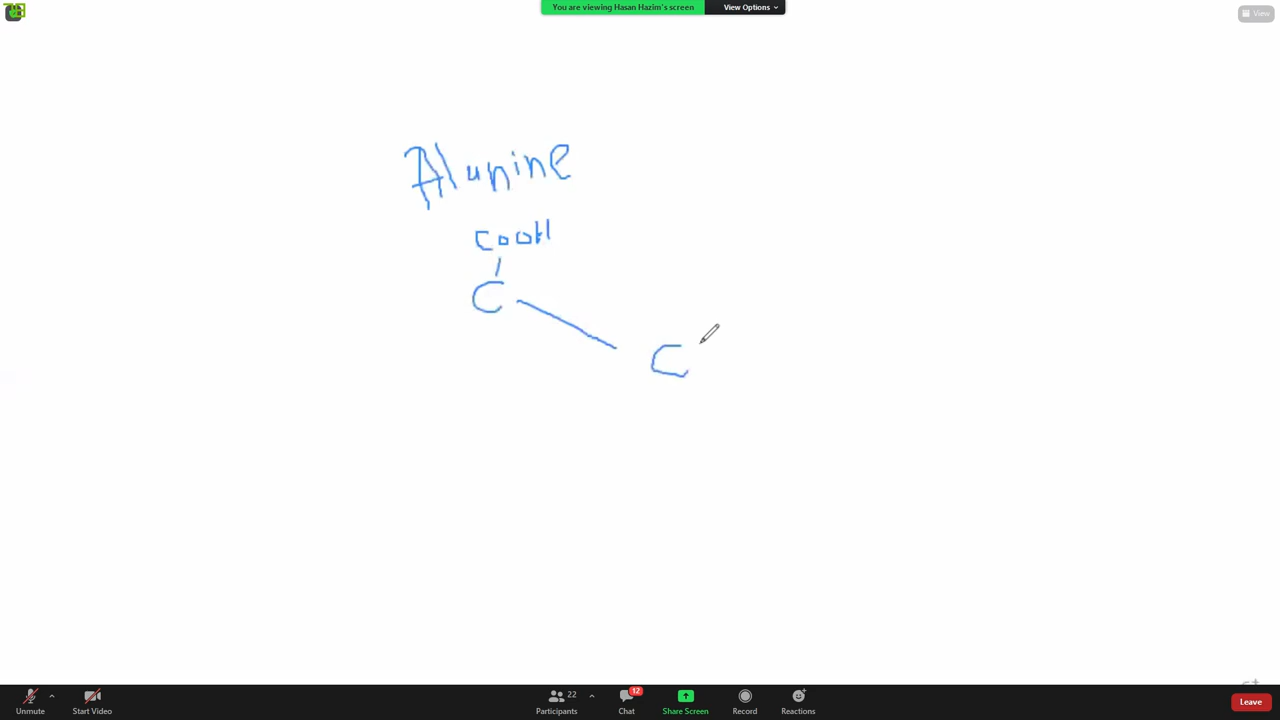 You are viewing Hasan Hazim's screen
View Options
View
Alunine
COOH
C
C
Unmute
Start Video
Participants
22
Chat
12
Share Screen
Record
Reactions
Leave